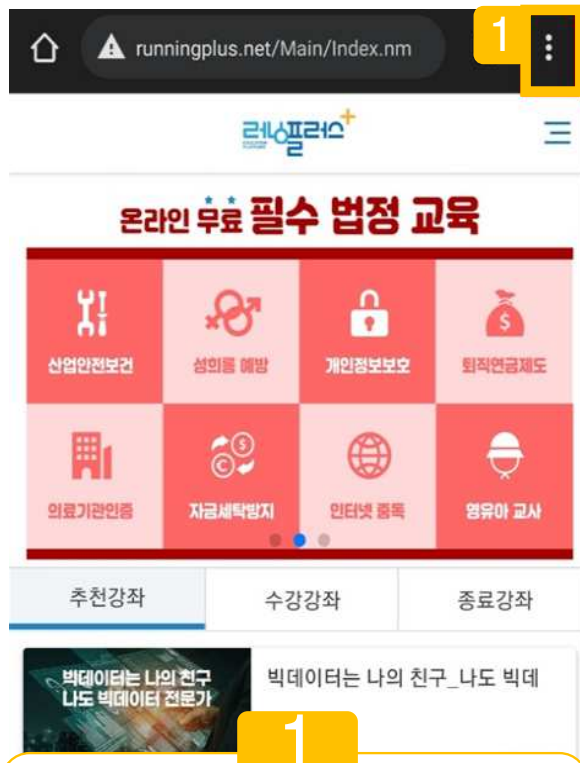 runningplus.net/Main/Index.nm
1
러닝플러스+
온라인 무료 필수 법정 교육
산업안전보건
성희롱 예방
개인정보보호
퇴직연금제도
의료기관인증
자금세탁방지
인터넷 중독
영유아 교사
추천강좌
수강강좌
종료강좌
빅데이터는 나의 친구
나도 빅데이터 전문가
빅데이터는 나의 친구_나도 빅데
1